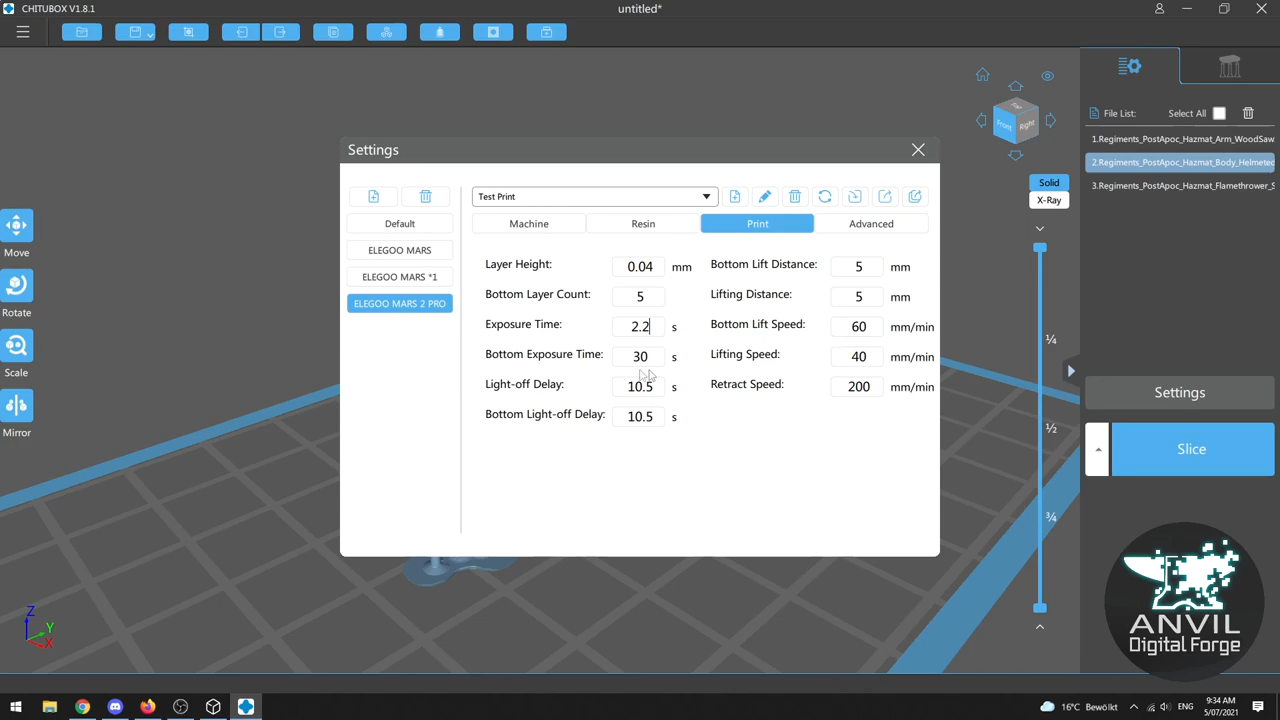 CHITUBOX V1.8.1
untitled*
File List:
Select All
1.Regiments_PostApoc_Hazmat_Arm_WoodSaw
2.Regiments_PostApoc_Hazmat_Body_Helmeted
3.Regiments_PostApoc_Hazmat_Flamethrower_S
Front
Right
Solid
X-Ray
Move
Rotate
Scale
Mirror
Settings
Test Print
Default
ELEGOO MARS
ELEGOO MARS *1
ELEGOO MARS 2 PRO
Machine
Resin
Print
Advanced
Layer Height: 0.04 mm
Bottom Lift Distance: 5 mm
Bottom Layer Count: 5
Lifting Distance: 5 mm
Exposure Time: 2.2 s
Bottom Lift Speed: 60 mm/min
Bottom Exposure Time: 30 s
Lifting Speed: 40 mm/min
Light-off Delay: 10.5 s
Retract Speed: 200 mm/min
Bottom Light-off Delay: 10.5 s
¼
½
¾
Settings
Slice
Z
Y
X
ANVIL
Digital Forge
16°C Bewölkt
ENG
9:34 AM
5/07/2021